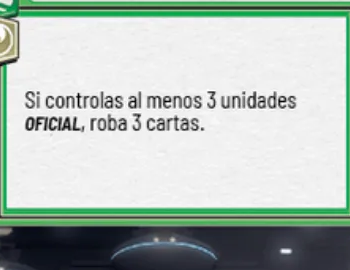 Si controlas al menos 3 unidades
OFICIAL, roba 3 cartas.